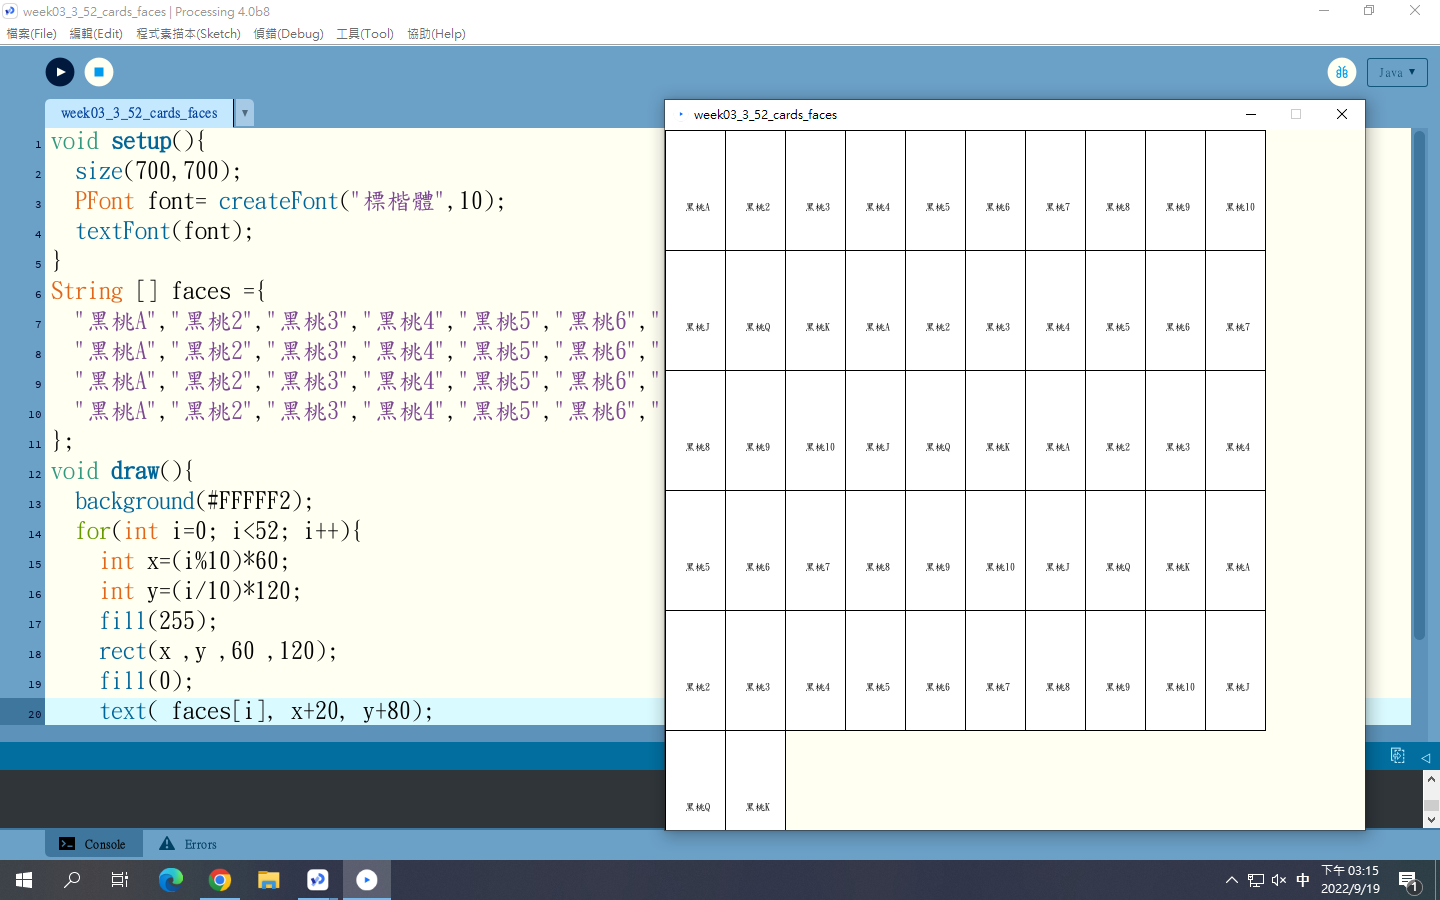 week03_3_52_cards_faces | Processing 4.0b8
檔案(File) 編輯(Edit) 程式素描本(Sketch) 偵錯(Debug) 工具(Tool) 協助(Help)
Java ▼
week03_3_52_cards_faces ▼
1 void setup(){
2 size(700,700);
3 PFont font= createFont("標楷體",10);
4 textFont(font);
5 }
6 String [] faces ={
7 "黑桃A","黑桃2","黑桃3","黑桃4","黑桃5","黑桃6","
8 "黑桃A","黑桃2","黑桃3","黑桃4","黑桃5","黑桃6","
9 "黑桃A","黑桃2","黑桃3","黑桃4","黑桃5","黑桃6","
10 "黑桃A","黑桃2","黑桃3","黑桃4","黑桃5","黑桃6","
11 };
12 void draw(){
13 background(#FFFFF2);
14 for(int i=0; i<52; i++){
15 int x=(i%10)*60;
16 int y=(i/10)*120;
17 fill(255);
18 rect(x ,y ,60 ,120);
19 fill(0);
20 text( faces[i], x+20, y+80);
week03_3_52_cards_faces
黑桃A 黑桃2 黑桃3 黑桃4 黑桃5 黑桃6 黑桃7 黑桃8 黑桃9 黑桃10
黑桃J 黑桃Q 黑桃K 黑桃A 黑桃2 黑桃3 黑桃4 黑桃5 黑桃6 黑桃7
黑桃8 黑桃9 黑桃10 黑桃J 黑桃Q 黑桃K 黑桃A 黑桃2 黑桃3 黑桃4
黑桃5 黑桃6 黑桃7 黑桃8 黑桃9 黑桃10 黑桃J 黑桃Q 黑桃K 黑桃A
黑桃2 黑桃3 黑桃4 黑桃5 黑桃6 黑桃7 黑桃8 黑桃9 黑桃10 黑桃J
黑桃Q 黑桃K
Console Errors
中 下午 03:15
2022/9/19
1